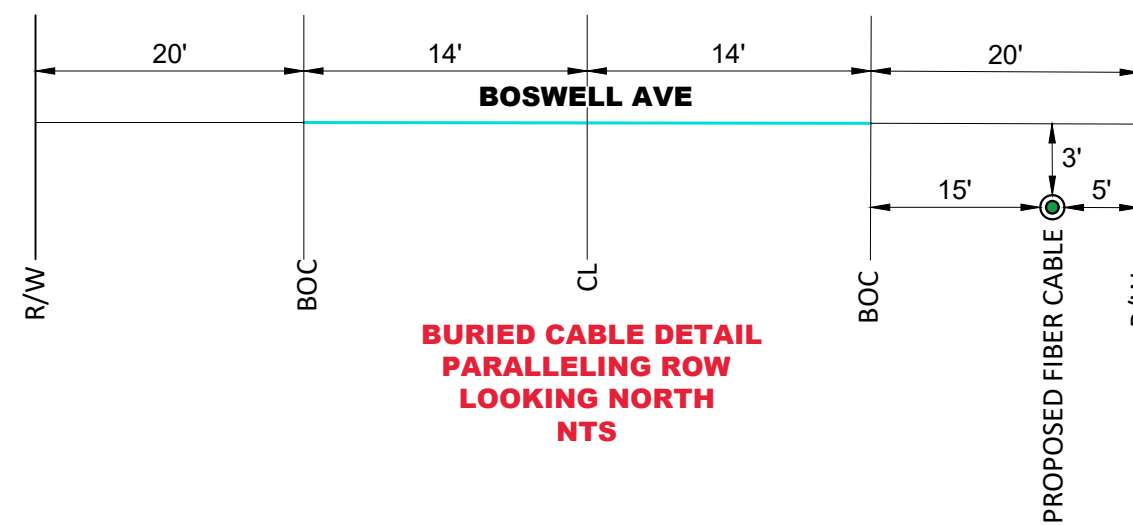 20'
14'
14'
20'
BOSWELL AVE
3'
15'
5'
R/W
BOC
CL
BOC
PROPOSED FIBER CABLE
BURIED CABLE DETAIL
PARALLELING ROW
LOOKING NORTH
NTS